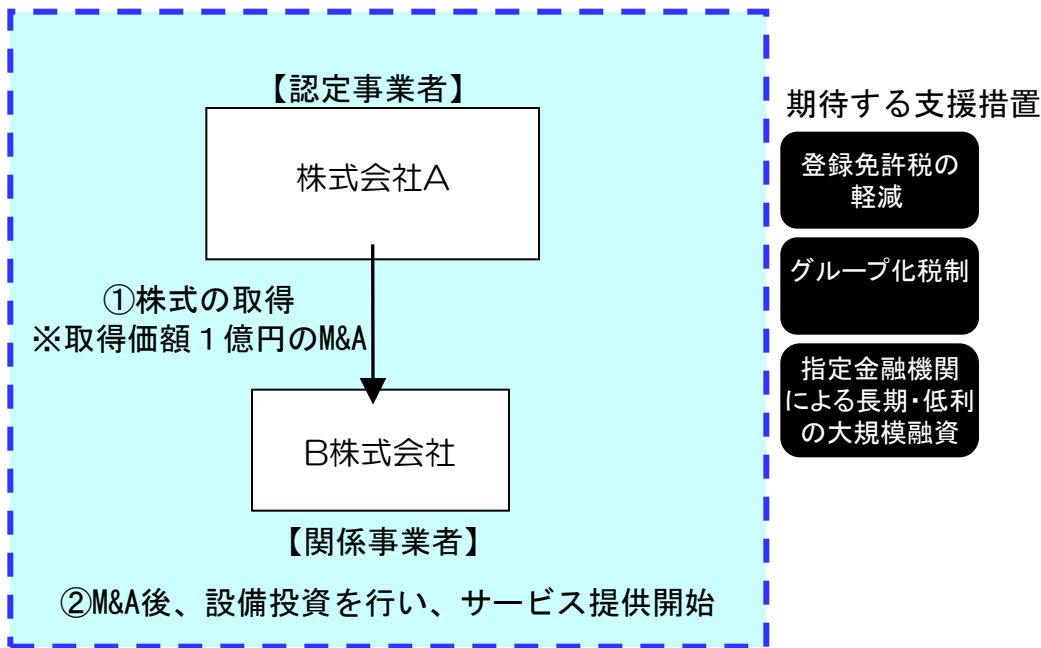 【認定事業者】
株式会社A
①株式の取得
※取得価額１億円のM&A
B株式会社
【関係事業者】
②M&A後、設備投資を行い、サービス提供開始
期待する支援措置
登録免許税の
軽減
グループ化税制
指定金融機関
による長期・低利
の大規模融資